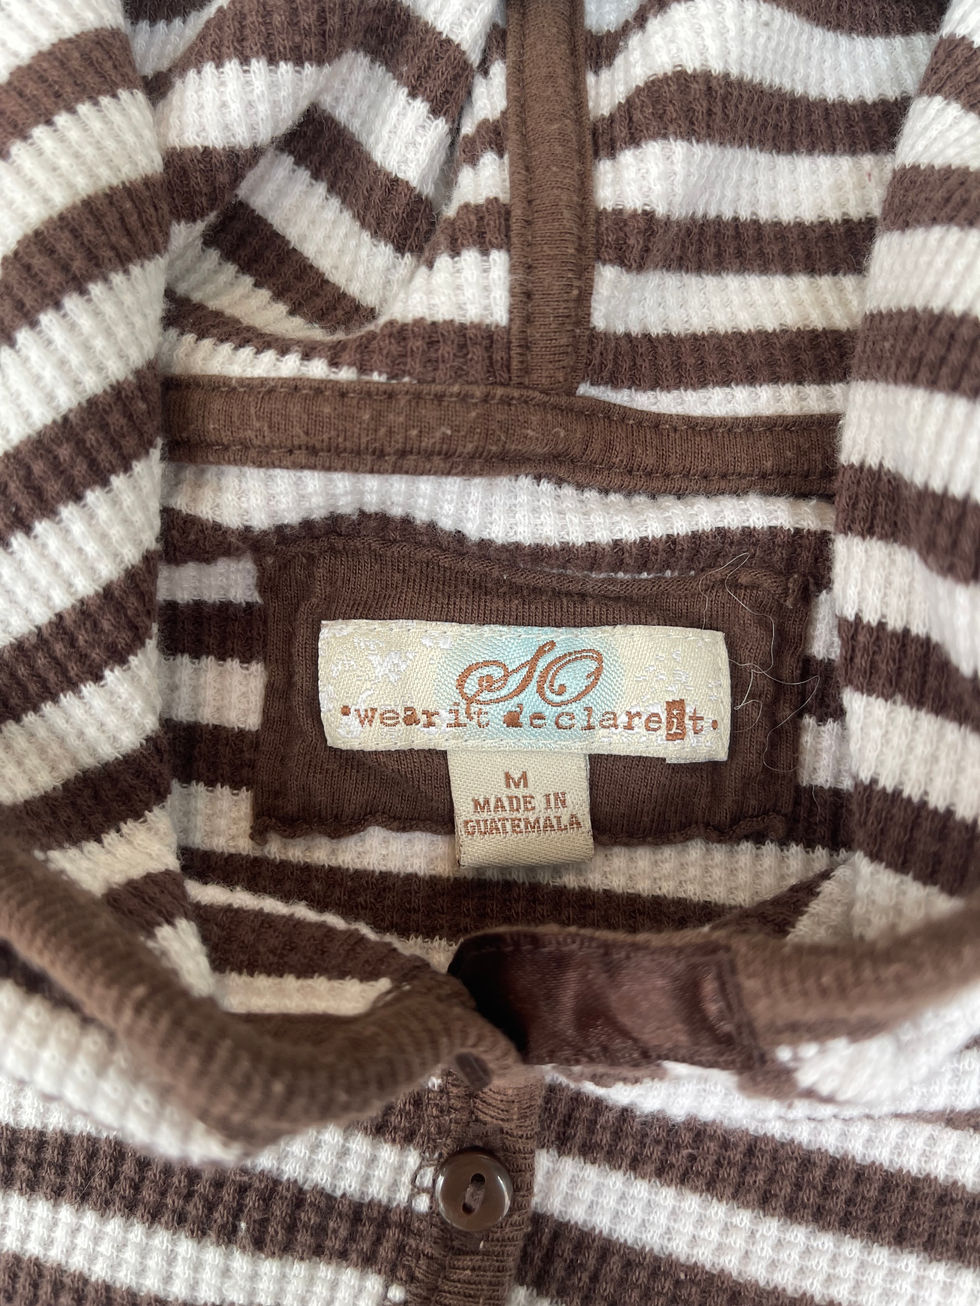 SO
•wear it declare it•
M
MADE IN
GUATEMALA